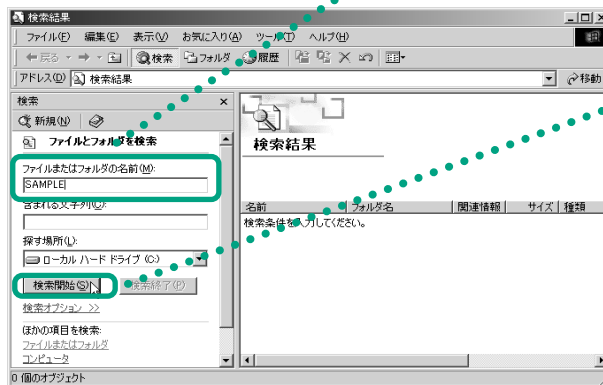 検索結果
ファイル(F) 編集(E) 表示(V) お気に入り(A) ツール(T) ヘルプ(H)
戻る 検索 フォルダ 履歴
アドレス(D) 検索結果 移動
検索 ×
新規(N)
ファイルとフォルダを検索
ファイルまたはフォルダの名前(M):
SAMPLE
含まれる文字列(C):
探す場所(L):
ローカル ハード ドライブ (C:)
検索開始(S) 検索終了(P)
検索オプション >>
ほかの項目を検索:
ファイルまたはフォルダ
コンピュータ
検索結果
名前 フォルダ名 関連情報 サイズ 種類
検索条件を入力してください。
0 個のオブジェクト